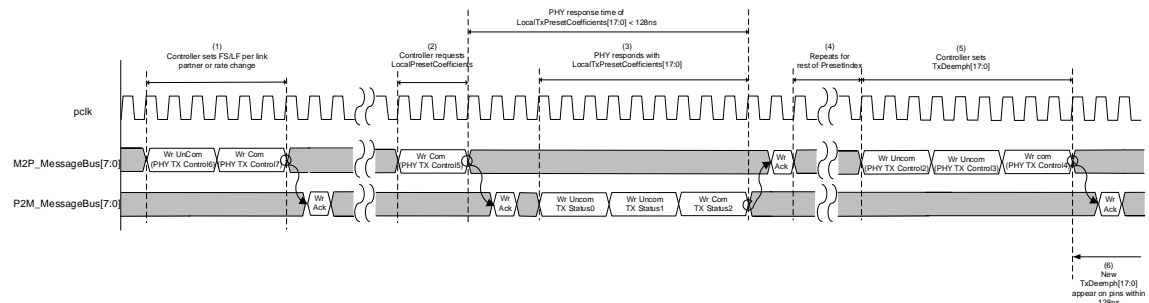 PHY response time of
LocalTxPresetCoefficients[17:0] < 128ns
(1)
Controller sets FS/LF per link
partner or rate change
(2)
Controller requests
LocalPresetCoefficients
(3)
PHY responds with
LocalTxPresetCoefficients[17:0]
(4)
Repeats for
rest of PresetIndex
(5)
Controller sets
TxDeemph[17:0]
pclk
M2P_MessageBus[7:0]
Wr UnCom
(PHY TX Control6)
Wr Com
(PHY TX Control7)
Wr Com
(PHY TX Control5)
Wr
Ack
Wr Uncom
(PHY TX Control2)
Wr Uncom
(PHY TX Control3)
Wr com
(PHY TX Control4)
P2M_MessageBus[7:0]
Wr
Ack
Wr
Ack
Wr Uncom
TX Status0
Wr Uncom
TX Status1
Wr Com
TX Status2
Wr
Ack
(6)
New
TxDeemph[17:0]
appear on pins within
128ns